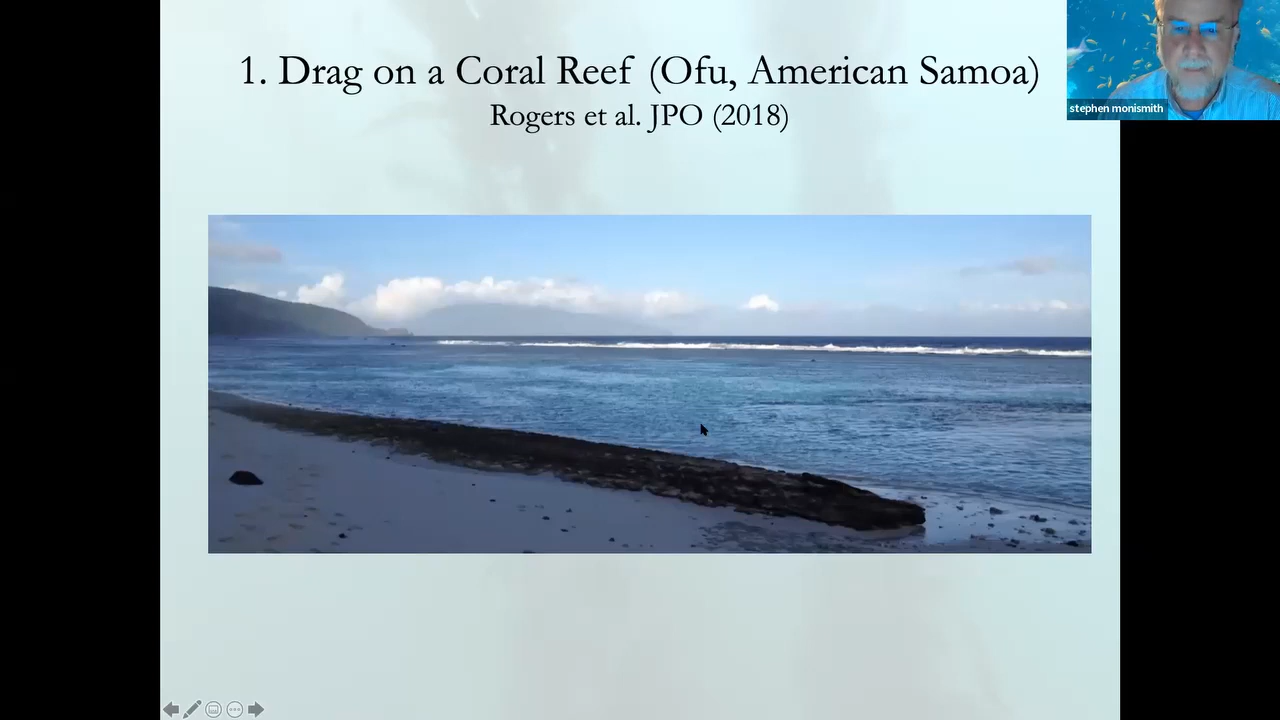 1. Drag on a Coral Reef (Ofu, American Samoa)
Rogers et al. JPO (2018)
stephen monismith